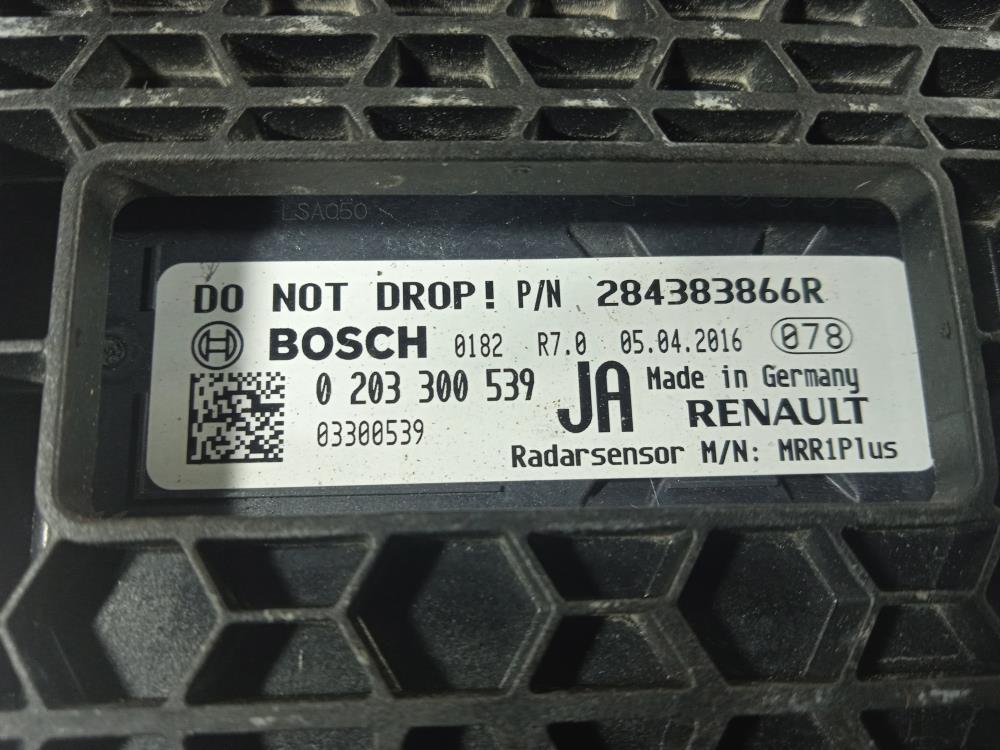 LSA050
DO NOT DROP! P/N 284383866R
BOSCH 0182 R7.0 05.04.2016 078
0 203 300 539 JA Made in Germany
03300539 RENAULT
Radarsensor M/N: MRR1Plus